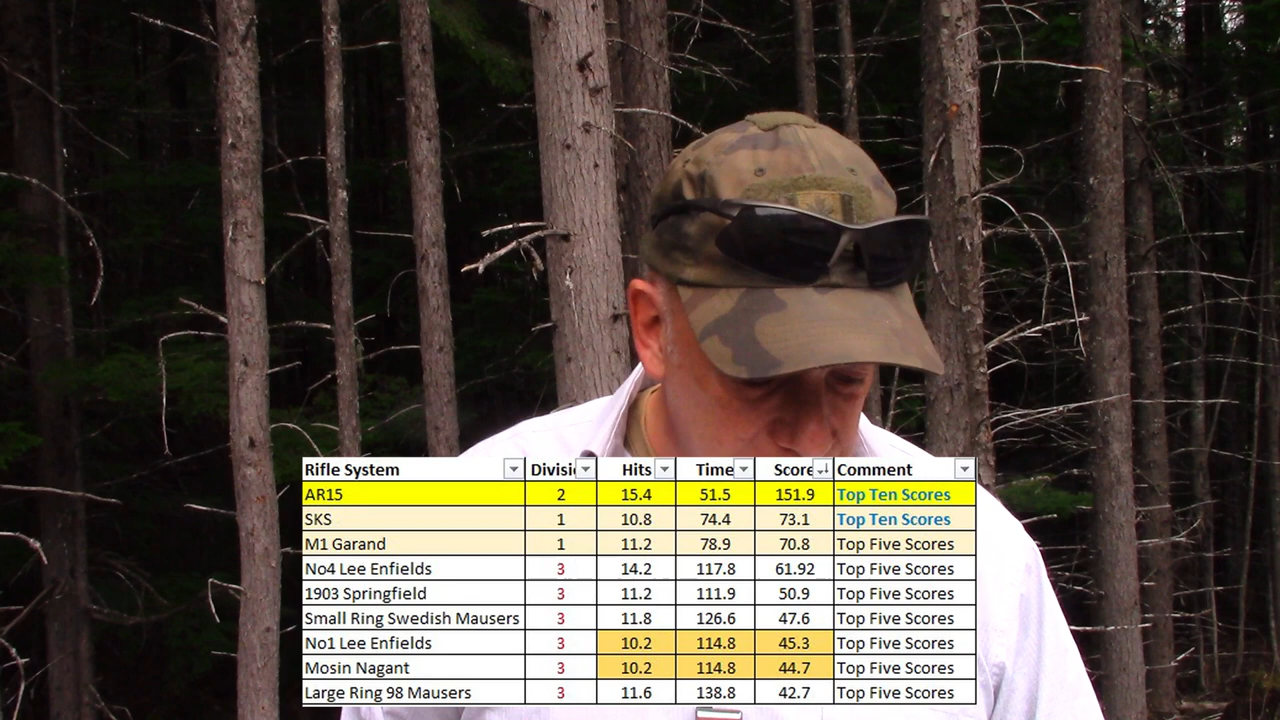 Rifle System Divisi Hits Time Score Comment
AR15 2 15.4 51.5 151.9 Top Ten Scores
SKS 1 10.8 74.4 73.1 Top Ten Scores
M1 Garand 1 11.2 78.9 70.8 Top Five Scores
No4 Lee Enfields 3 14.2 117.8 61.92 Top Five Scores
1903 Springfield 3 11.2 111.9 50.9 Top Five Scores
Small Ring Swedish Mausers 3 11.8 126.6 47.6 Top Five Scores
No1 Lee Enfields 3 10.2 114.8 45.3 Top Five Scores
Mosin Nagant 3 10.2 114.8 44.7 Top Five Scores
Large Ring 98 Mausers 3 11.6 138.8 42.7 Top Five Scores